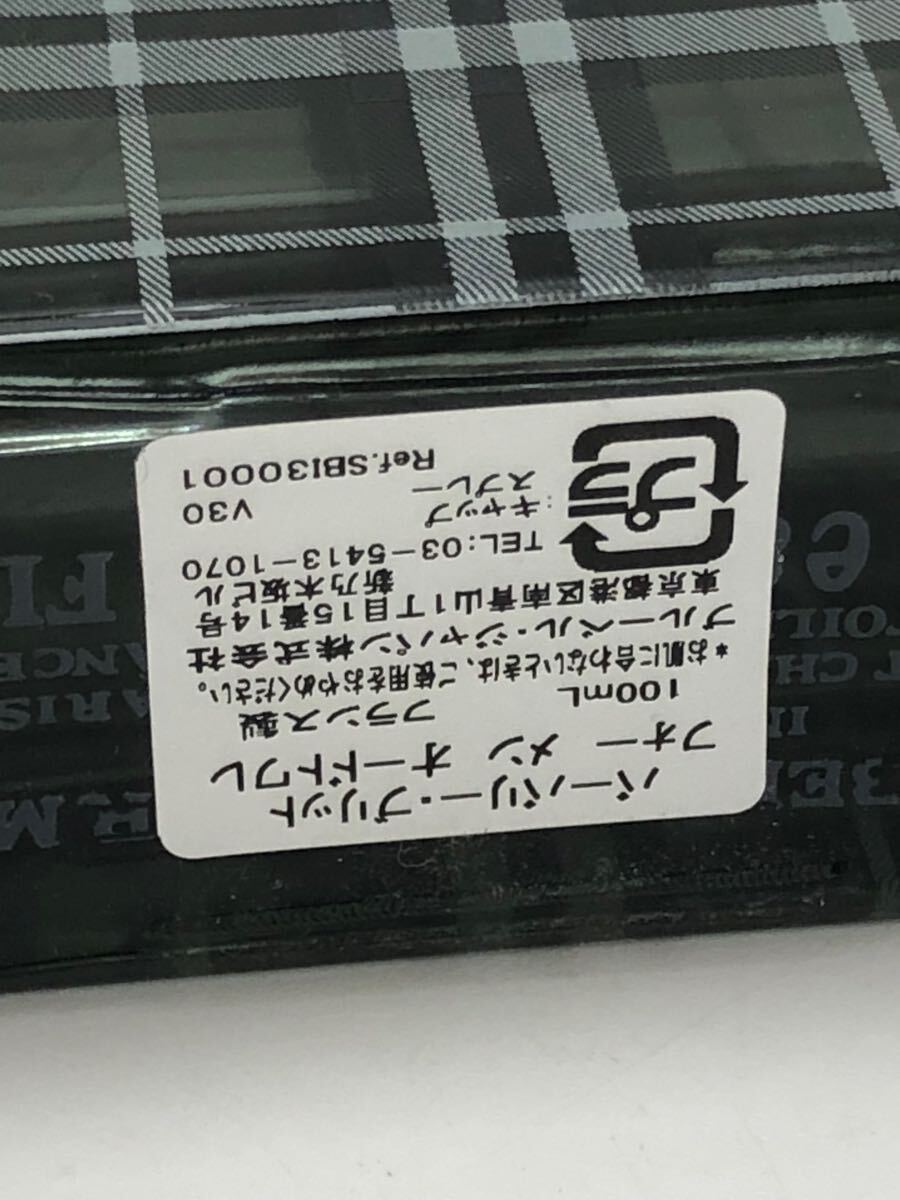 バーバリー・ブリット
フォー メン オードトワレ
100mL フランス製
*お肌に合わないときは、ご使用をおやめください。
ブルーベル・ジャパン株式会社
東京都港区南青山1丁目15番14号
新乃木坂ビル
TEL:03-5413-1070
プラ
:キャップ
スプレー
V30
Ref.SBI30001